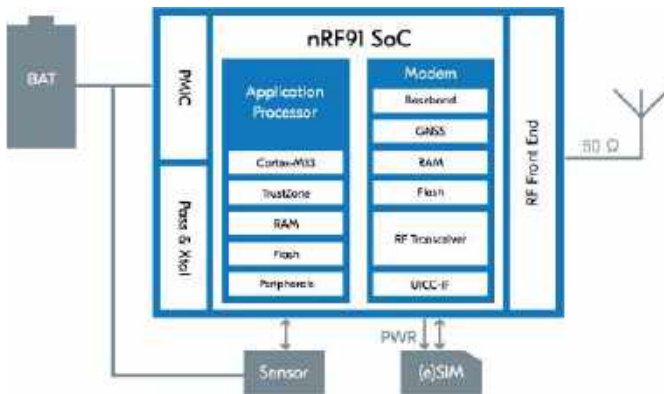 nRF91 SoC
BAT
PMIC
Pass & Xtal
Application
Processor
Cortex-M33
TrustZone
RAM
Flash
Peripherals
Modem
Baseband
GNSS
RAM
Flash
RF Transceiver
UICC-IF
RF Front End
50 Ω
PWR
Sensor
(e)SIM